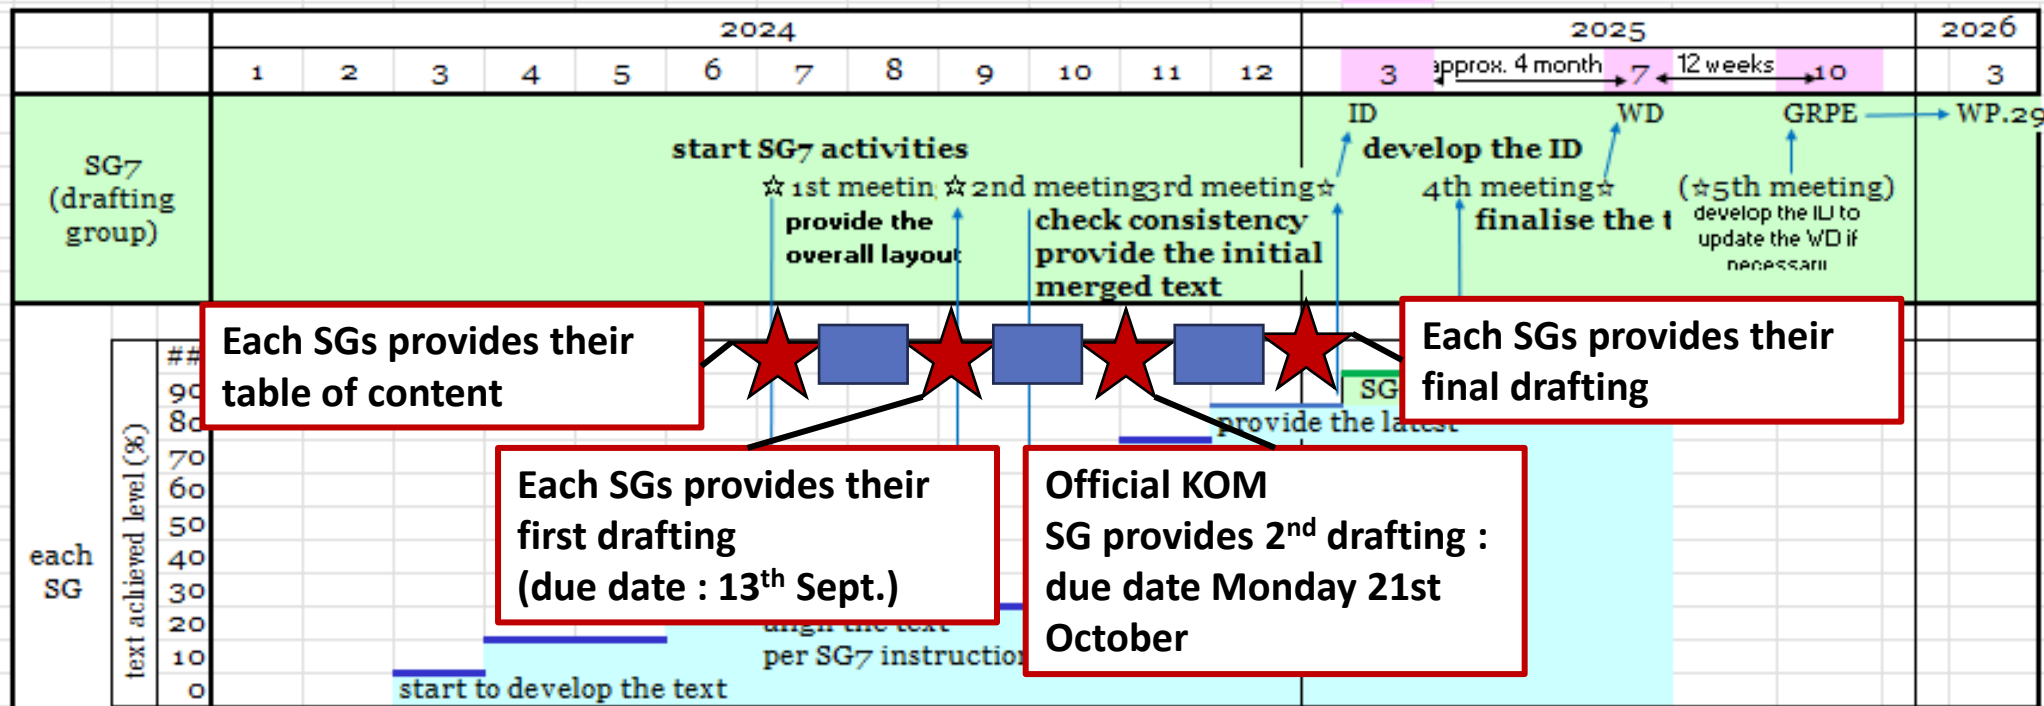 2024 2025 2026
1 2 3 4 5 6 7 8 9 10 11 12 3 approx. 4 month 7 12 weeks 10 3
ID WD GRPE WP.29
start SG7 activities develop the ID
SG7
(drafting
group)
☆ 1st meetin ☆ 2nd meeting 3rd meeting ☆ 4th meeting ☆ (☆5th meeting)
provide the
overall layout
check consistency
provide the initial
merged text
finalise the t
develop the ID to
update the WD if
necessary
Each SGs provides their
table of content
Each SGs provides their
final drafting
each
SG
text achieved level (%)
##
90
80
70
60
50
40
30
20
10
0
SG
provide the latest
Each SGs provides their
first drafting
(due date : 13th Sept.)
Official KOM
SG provides 2nd drafting :
due date Monday 21st
October
align the text
per SG7 instruction
start to develop the text